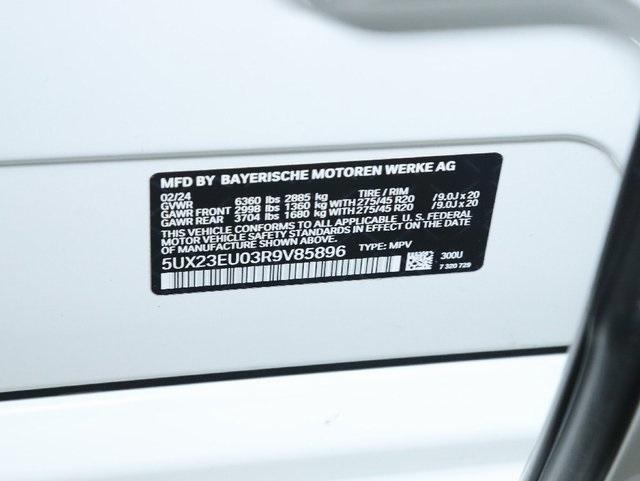 MFD BY BAYERISCHE MOTOREN WERKE AG
02/24 TIRE / RIM
GVWR 6360 lbs 2885 kg
GAWR FRONT 2998 lbs 1360 kg WITH 275/45 R20 /9.0J x 20
GAWR REAR 3704 lbs 1680 kg WITH 275/45 R20 /9.0J x 20
THIS VEHICLE CONFORMS TO ALL APPLICABLE U. S. FEDERAL
MOTOR VEHICLE SAFETY STANDARDS IN EFFECT ON THE DATE
OF MANUFACTURE SHOWN ABOVE.
5UX23EU03R9V85896 TYPE: MPV
300U
7 320 729